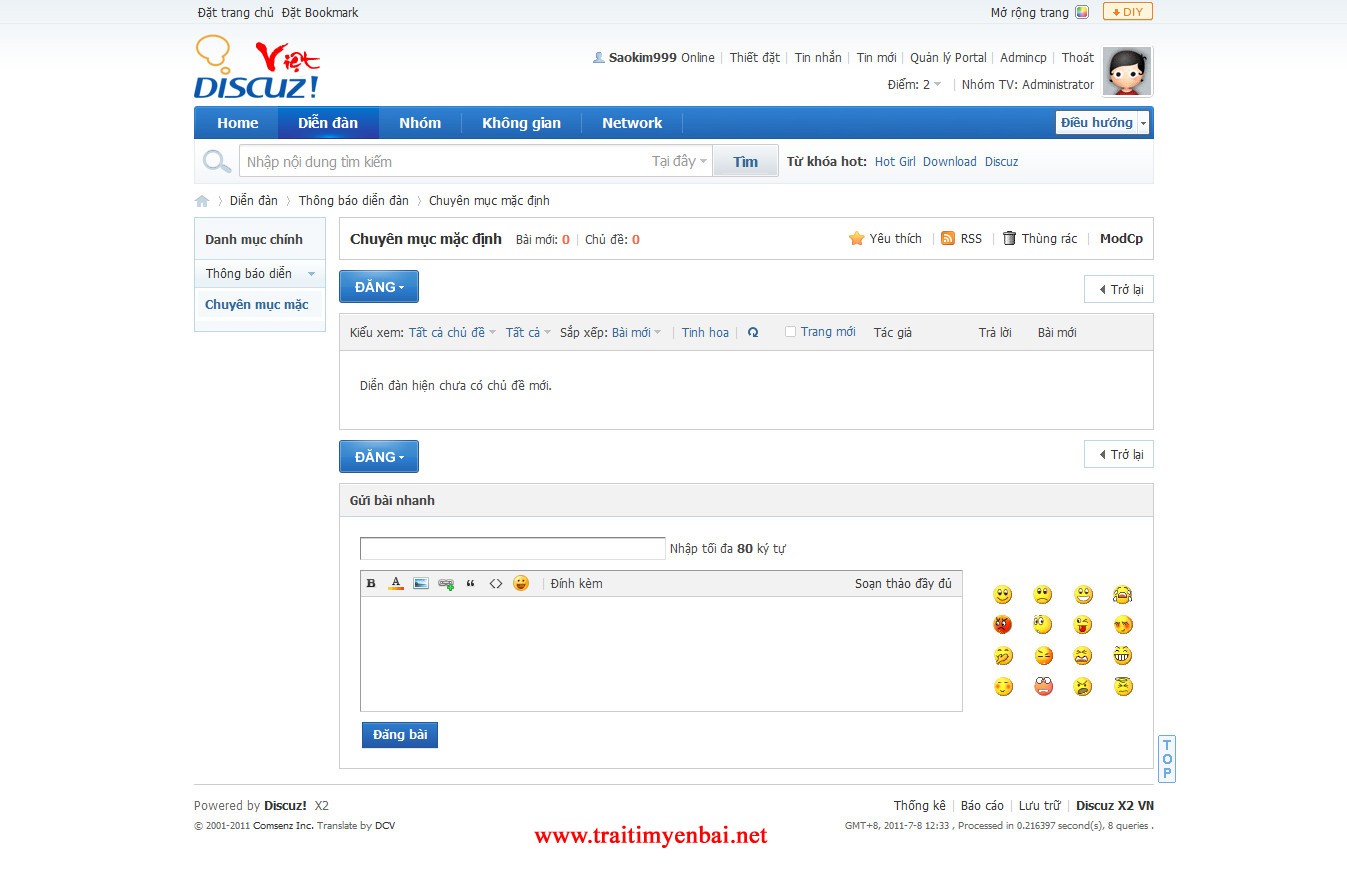 Đặt trang chủ Đặt Bookmark
Mở rộng trang DIY
Việt
DISCUZ!
Saokim999 Online Thiết đặt Tin nhắn Tin mới Quản lý Portal Admincp Thoát
Điểm: 2 Nhóm TV: Administrator
Home Diễn đàn Nhóm Không gian Network Điều hướng
Nhập nội dung tìm kiếm Tại đây Tìm Từ khóa hot: Hot Girl Download Discuz
Diễn đàn Thông báo diễn đàn Chuyên mục mặc định
Danh mục chính
Thông báo diễn
Chuyên mục mặc
Chuyên mục mặc định Bài mới: 0 Chủ đề: 0 Yêu thích RSS Thùng rác ModCp
ĐĂNG Trở lại
Kiểu xem: Tất cả chủ đề Tất cả Sắp xếp: Bài mới Tinh hoa Trang mới Tác giả Trả lời Bài mới
Diễn đàn hiện chưa có chủ đề mới.
ĐĂNG Trở lại
Gửi bài nhanh
Nhập tối đa 80 ký tự
B A “ <> Đính kèm Soạn thảo đầy đủ
Đăng bài
TOP
Powered by Discuz! X2
Thống kê Báo cáo Lưu trữ Discuz X2 VN
© 2001-2011 Comsenz Inc. Translate by DCV
GMT+8, 2011-7-8 12:33 , Processed in 0.216397 second(s), 8 queries .
www.traitimyenbai.net